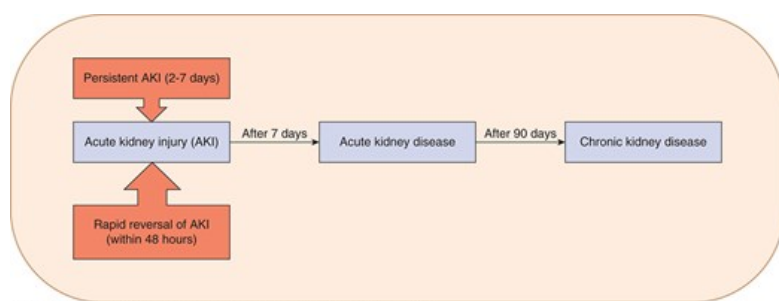 Persistent AKI (2-7 days)
Acute kidney injury (AKI)
After 7 days
Acute kidney disease
After 90 days
Chronic kidney disease
Rapid reversal of AKI
(within 48 hours)